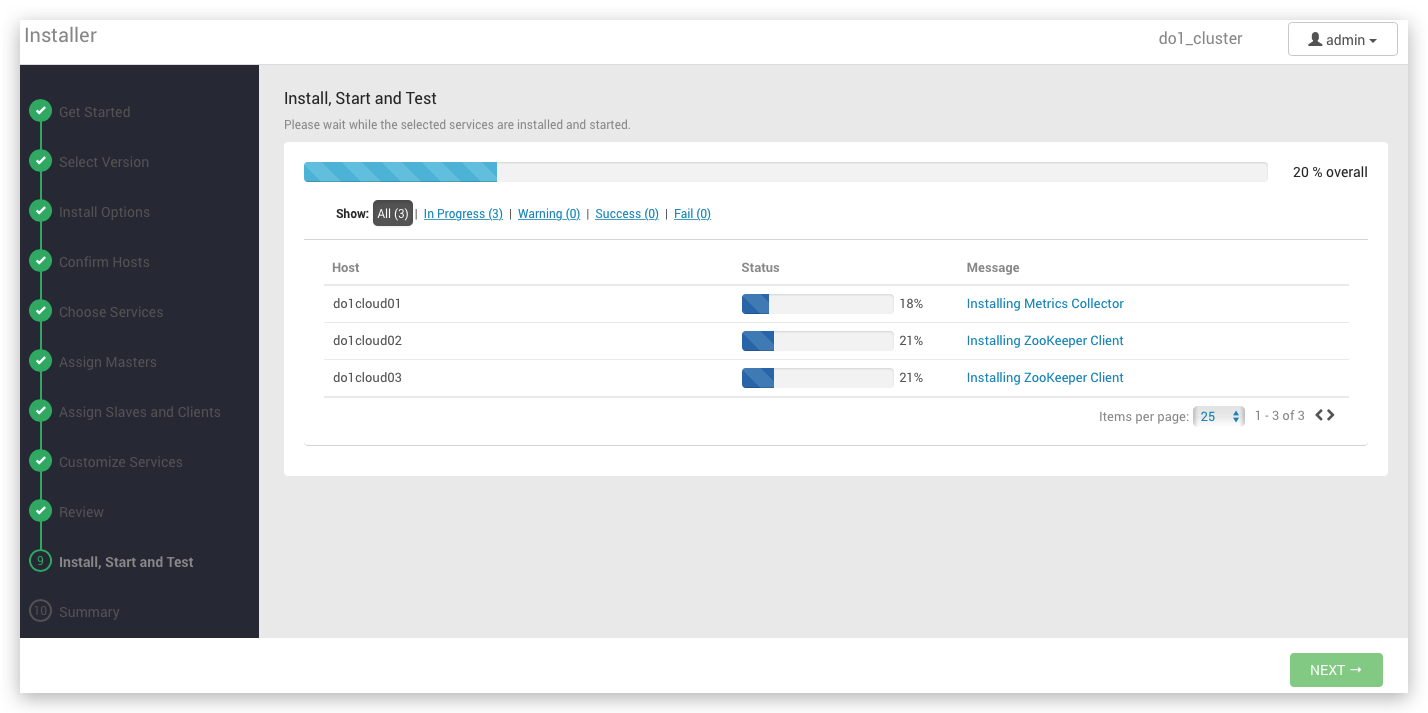 Installer
do1_cluster
admin
Get Started
Select Version
Install Options
Confirm Hosts
Choose Services
Assign Masters
Assign Slaves and Clients
Customize Services
Review
9 Install, Start and Test
10 Summary
Install, Start and Test
Please wait while the selected services are installed and started.
20 % overall
Show: All (3) | In Progress (3) | Warning (0) | Success (0) | Fail (0)
Host Status Message
do1cloud01 18% Installing Metrics Collector
do1cloud02 21% Installing ZooKeeper Client
do1cloud03 21% Installing ZooKeeper Client
Items per page: 25 1 - 3 of 3
NEXT →